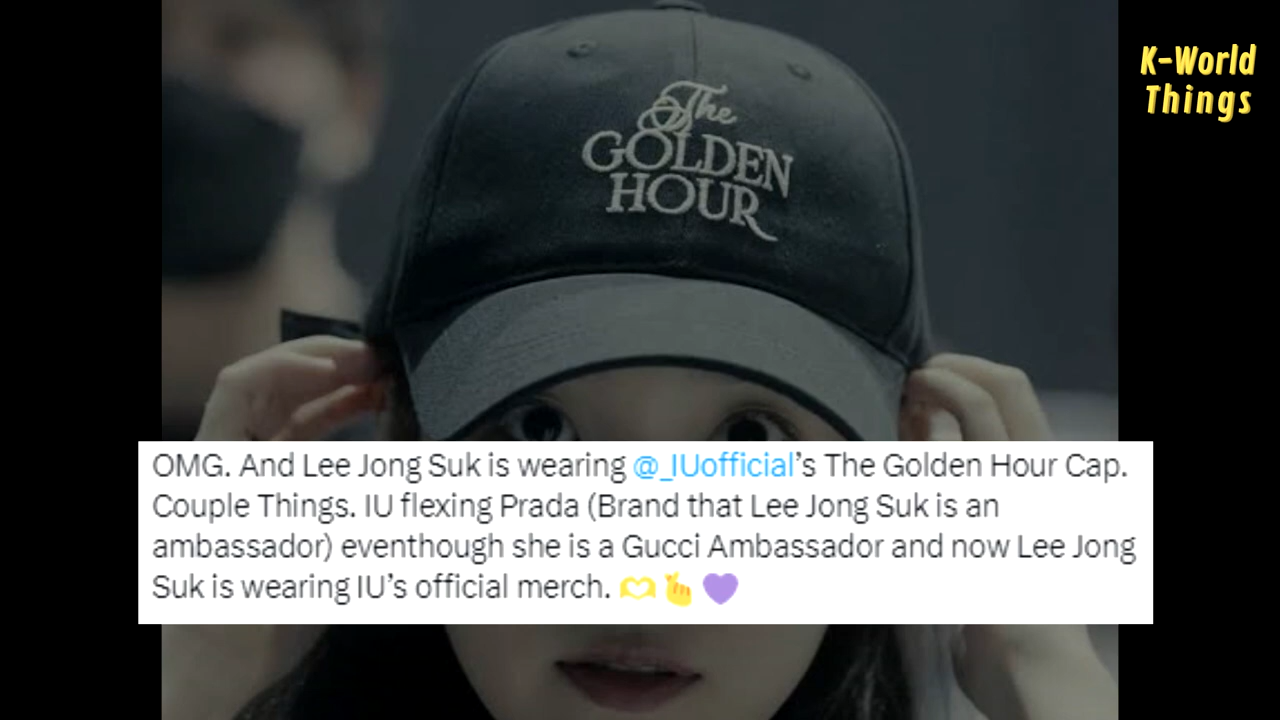 K-World
Things
The
GOLDEN
HOUR
OMG. And Lee Jong Suk is wearing @_IUofficial’s The Golden Hour Cap.
Couple Things. IU flexing Prada (Brand that Lee Jong Suk is an
ambassador) eventhough she is a Gucci Ambassador and now Lee Jong
Suk is wearing IU’s official merch. 🫶🫰💜